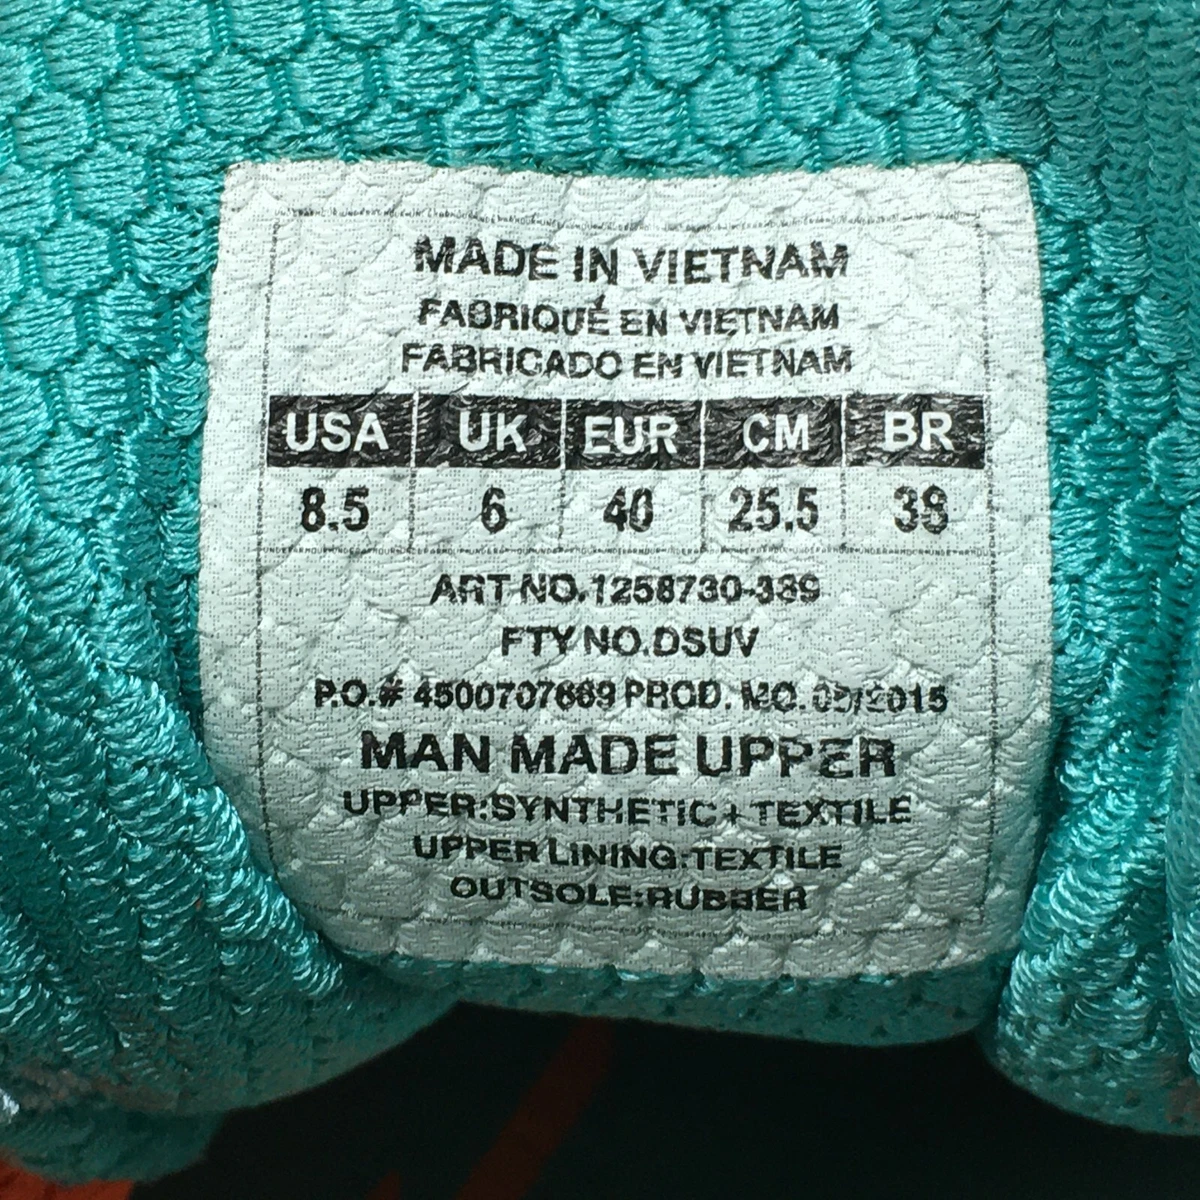 MADE IN VIETNAM
FABRIQUÉ EN VIETNAM
FABRICADO EN VIETNAM
USA UK EUR CM BR
8.5 6 40 25.5 38
ART NO.1258730-389
FTY NO.DSUV
P.O.# 4500707669 PROD. MO. 05/2015
MAN MADE UPPER
UPPER:SYNTHETIC+TEXTILE
UPPER LINING:TEXTILE
OUTSOLE:RUBBER